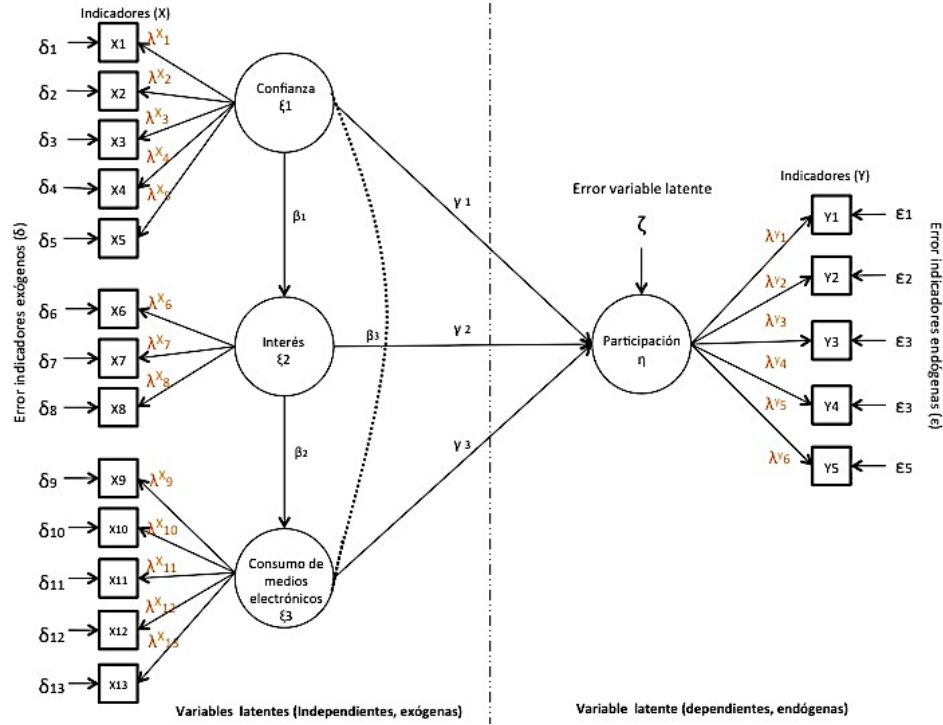 Indicadores (X)
δ1 X1 λX1
δ2 X2 λX2
δ3 X3 λX3
δ4 X4 λX4
δ5 X5 λX5
Confianza
ξ1
β1
γ 1
Error indicadores exógenos (δ)
δ6 X6 λX6
δ7 X7 λX7
δ8 X8 λX8
Interés
ξ2
β3
γ 2
β2
γ 3
δ9 X9 λX9
δ10 X10 λX10
δ11 X11 λX11
δ12 X12 λX12
δ13 X13 λX13
Consumo de
medios
electrónicos
ξ3
Error variable latente
ζ
Participación
η
Indicadores (Y)
λy1 Y1 ε1
λy2 Y2 ε2
λy3 Y3 ε3
λy4
λy5 Y4 ε3
λy6 Y5 ε5
Error indicadores endógenas (ε)
Variables latentes (Independientes, exógenas)
Variable latente (dependientes, endógenas)